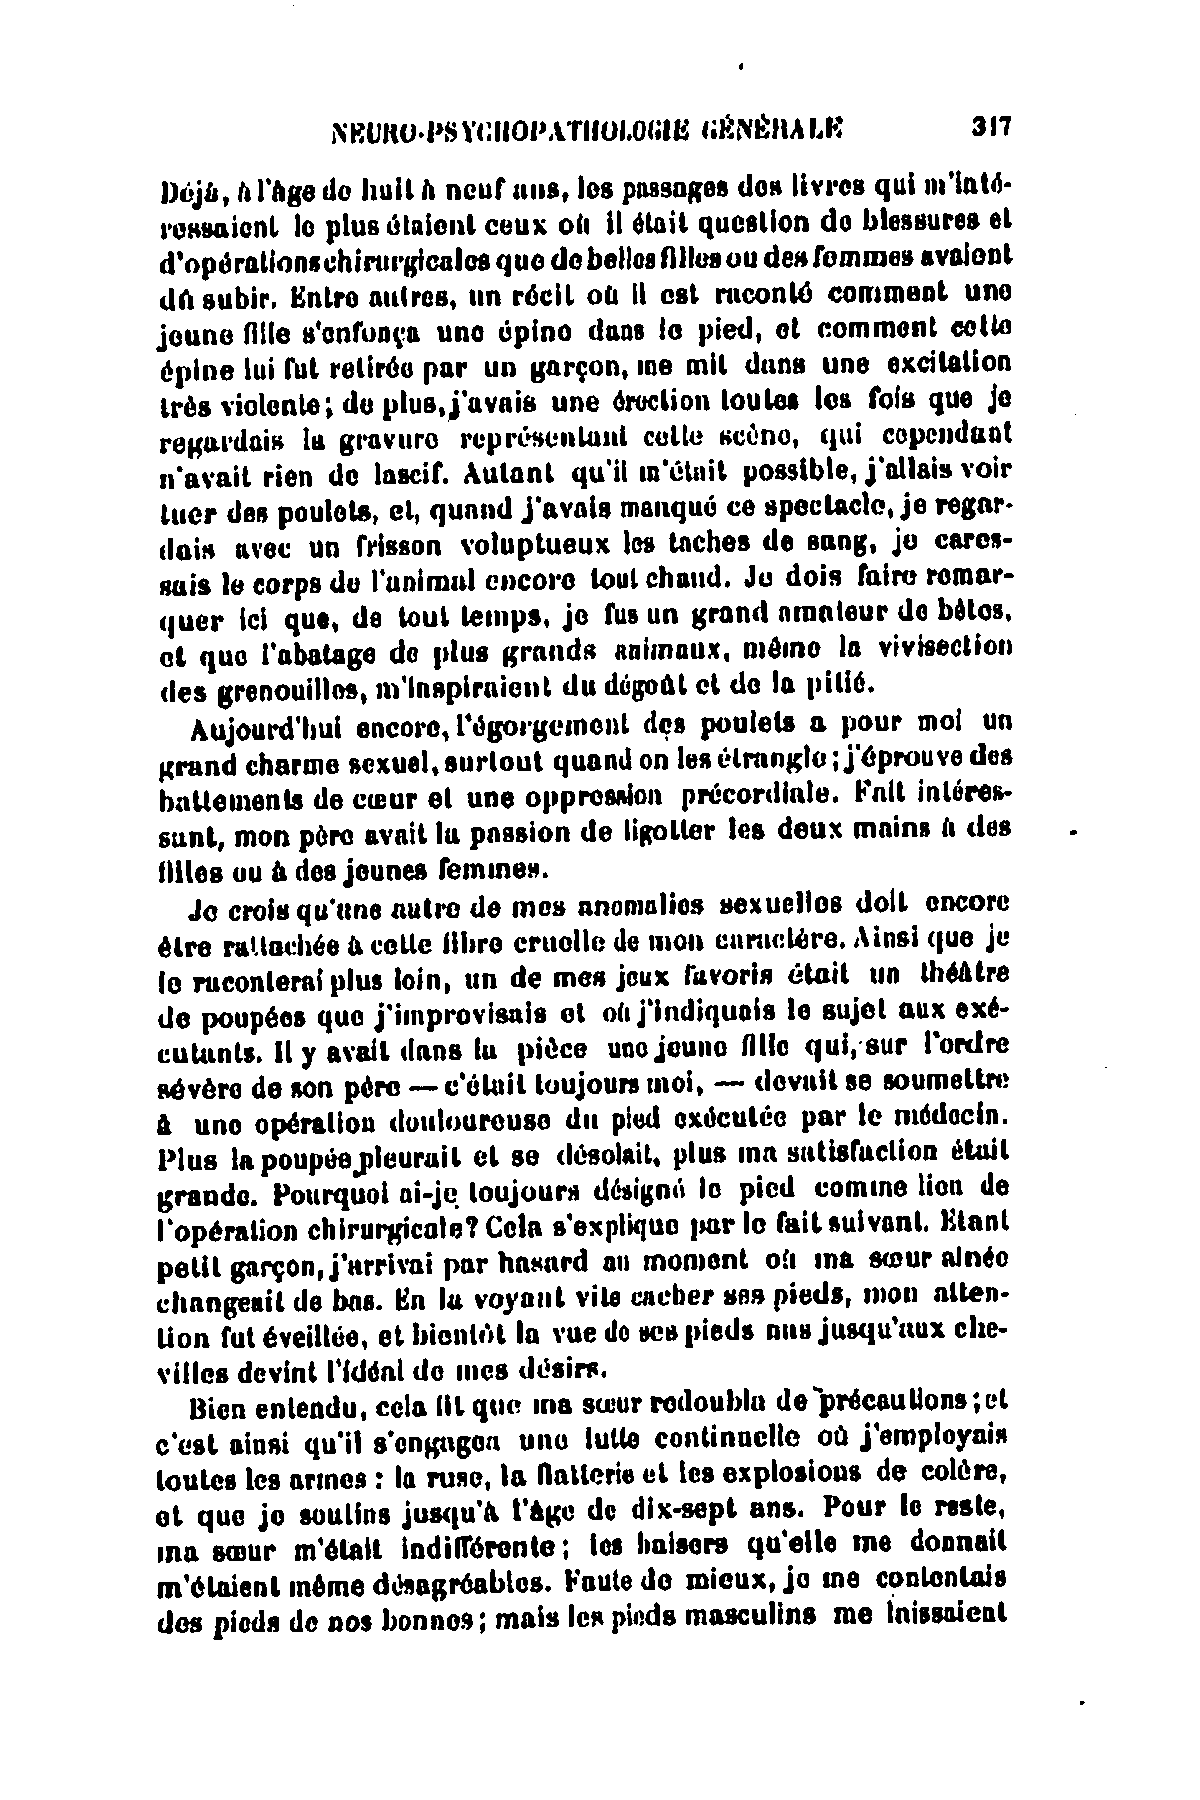 NEURO-PSYCHOPATHOLOGIE GÉNÉRALE 317
Déjà, à l'âge de huit à neuf ans, les passages des livres qui m'inté-
ressaient le plus étaient ceux où il était question de blessures et
d'opérations chirurgicales que de belles filles ou des femmes avaient
dû subir. Entre autres, un récit où il est raconté comment une
jeune fille s'enfonça une épine dans le pied, et comment cette
épine lui fut retirée par un garçon, me mit dans une excitation
très violente; de plus, j'avais une érection toutes les fois que je
regardais la gravure représentant cette scène, qui cependant
n'avait rien de lascif. Autant qu'il m'était possible, j'allais voir
tuer des poulets, et, quand j'avais manqué ce spectacle, je regar-
dais avec un frisson voluptueux les taches de sang, je cares-
sais le corps de l'animal encore tout chaud. Je dois faire remar-
quer ici que, de tout temps, je fus un grand amateur de bêtes,
et que l'abatage de plus grands animaux, même la vivisection
des grenouilles, m'inspiraient du dégoût et de la pitié.
Aujourd'hui encore, l'égorgement des poulets a pour moi un
grand charme sexuel, surtout quand on les étrangle; j'éprouve des
battements de cœur et une oppression précordiale. Fait intéres-
sant, mon père avait la passion de ligotter les deux mains à des
filles ou à des jeunes femmes.
Je crois qu'une autre de mes anomalies sexuelles doit encore
être rattachée à cette fibre cruelle de mon caractère. Ainsi que je
le raconterai plus loin, un de mes jeux favoris était un théâtre
de poupées que j'improvisais et où j'indiquais le sujet aux exé-
cutants. Il y avait dans la pièce une jeune fille qui, sur l'ordre
sévère de son père — c'était toujours moi, — devait se soumettre
à une opération douloureuse du pied exécutée par le médecin.
Plus la poupée pleurait et se désolait, plus ma satisfaction était
grande. Pourquoi ai-je toujours désigné le pied comme lieu de
l'opération chirurgicale? Cela s'explique par le fait suivant. Etant
petit garçon, j'arrivai par hasard au moment où ma sœur aînée
changeait de bas. En la voyant vite cacher ses pieds, mon atten-
tion fut éveillée, et bientôt la vue de ses pieds nus jusqu'aux che-
villes devint l'idéal de mes désirs.
Bien entendu, cela fit que ma sœur redoubla de précautions; et
c'est ainsi qu'il s'engagea une lutte continuelle où j'employais
toutes les armes : la ruse, la flatterie et les explosions de colère,
et que je soutins jusqu'à l'âge de dix-sept ans. Pour le reste,
ma sœur m'était indifférente; les baisers qu'elle me donnait
m'étaient même désagréables. Faute de mieux, je me contentais
des pieds de nos bonnes; mais les pieds masculins me laissaient